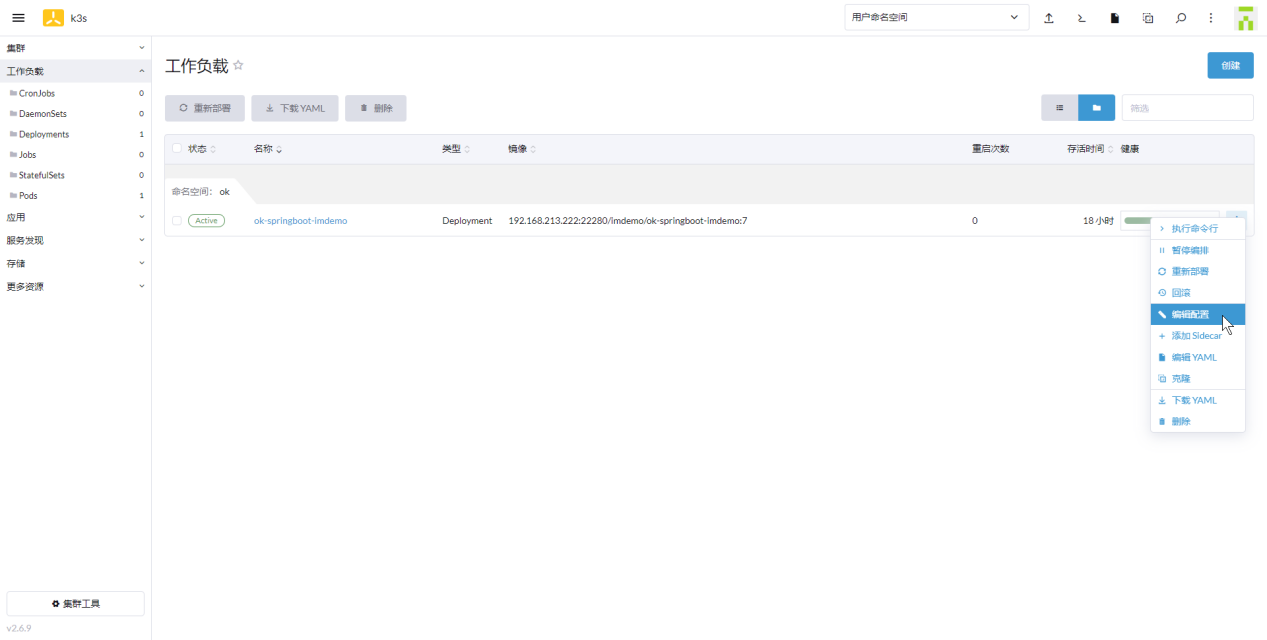 k3s
用户命名空间
集群
工作负载
CronJobs 0
DaemonSets 0
Deployments 1
Jobs 0
StatefulSets 0
Pods 1
应用
服务发现
存储
更多资源
集群工具
v2.6.9
工作负载
创建
重新部署 下载 YAML 删除
筛选
状态 名称 类型 镜像 重启次数 存活时间 健康
命名空间: ok
Active ok-springboot-imdemo Deployment 192.168.213.222:22280/imdemo/ok-springboot-imdemo:7 0 18 小时
执行命令行
暂停编排
重新部署
回滚
编辑配置
添加 Sidecar
编辑 YAML
克隆
下载 YAML
删除